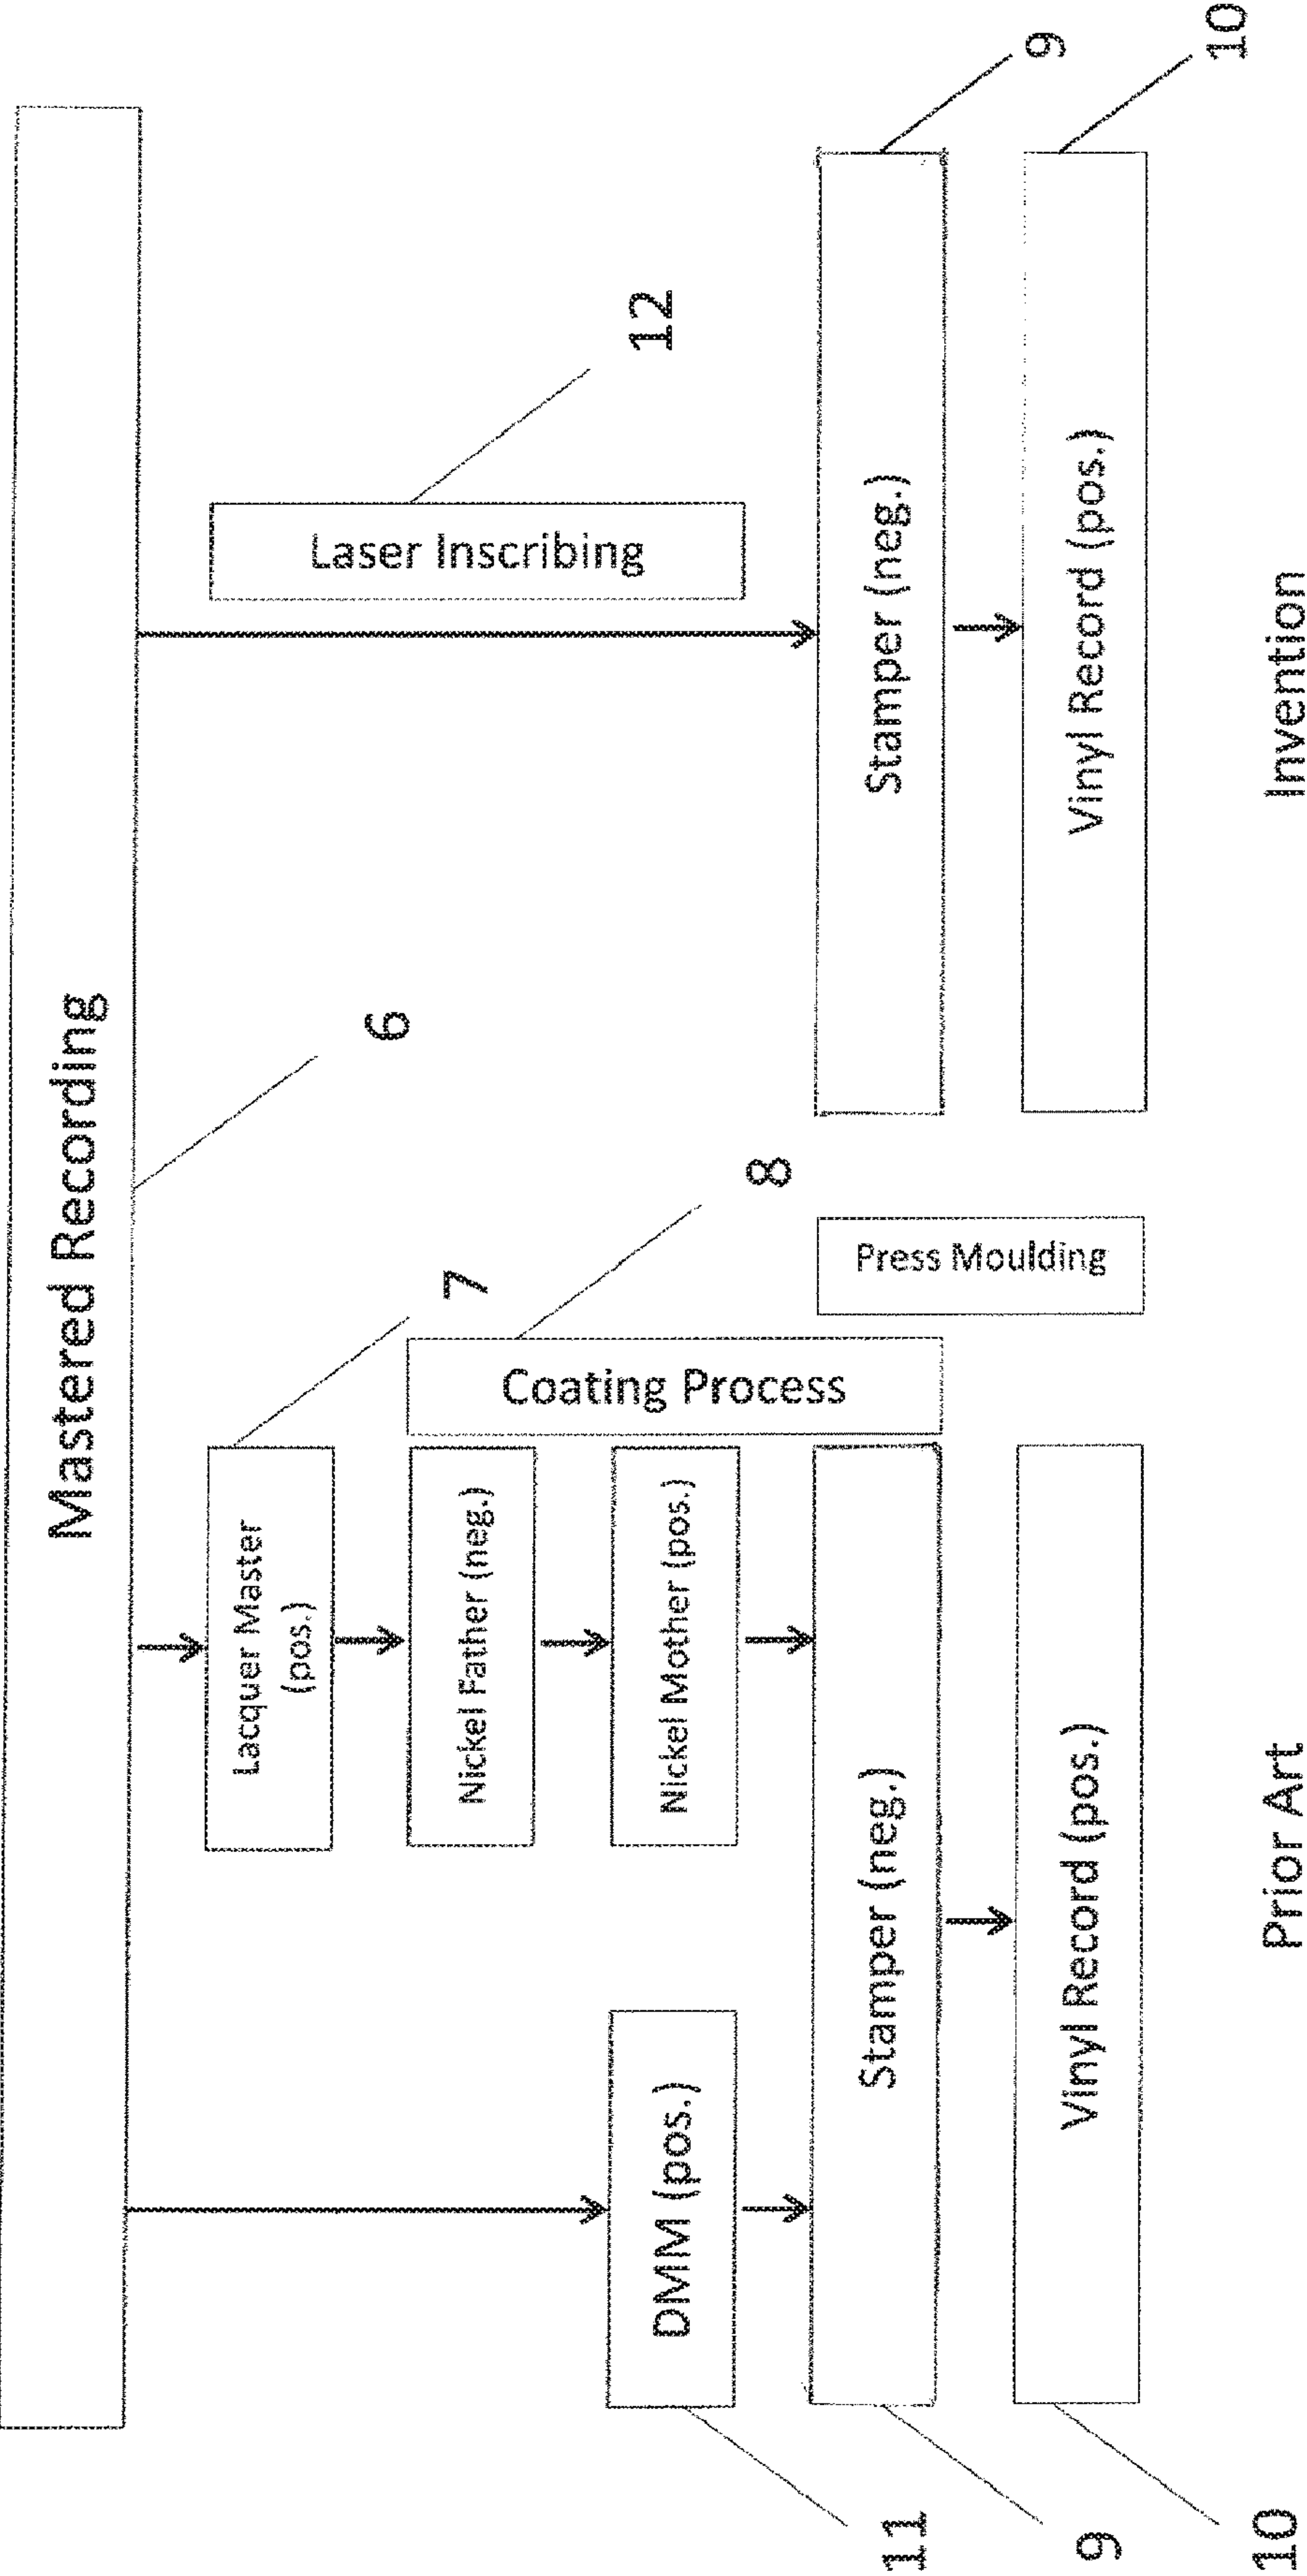 Mastered Recording
6
Lacquer Master
(pos.)
7
Laser Inscribing
12
Nickel Father (neg.)
Coating Process
8
DMM (pos.)
11
Nickel Mother (pos.)
Stamper (neg.)
9
Press Moulding
Stamper (neg.)
9
Vinyl Record (pos.)
10
Vinyl Record (pos.)
10
Prior Art
Invention